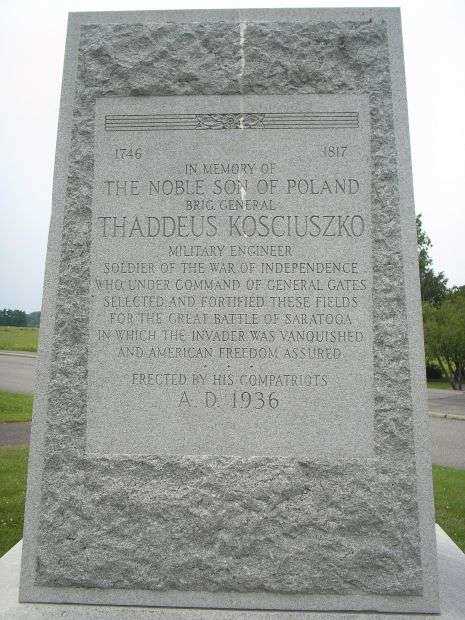 1746 1817
IN MEMORY OF
THE NOBLE SON OF POLAND
BRIG. GENERAL
THADDEUS KOSCIUSZKO
MILITARY ENGINEER
SOLDIER OF THE WAR OF INDEPENDENCE
WHO UNDER COMMAND OF GENERAL GATES
SELECTED AND FORTIFIED THESE FIELDS
FOR THE GREAT BATTLE OF SARATOGA
IN WHICH THE INVADER WAS VANQUISHED
AND AMERICAN FREEDOM ASSURED
ERECTED BY HIS COMPATRIOTS
A. D. 1936